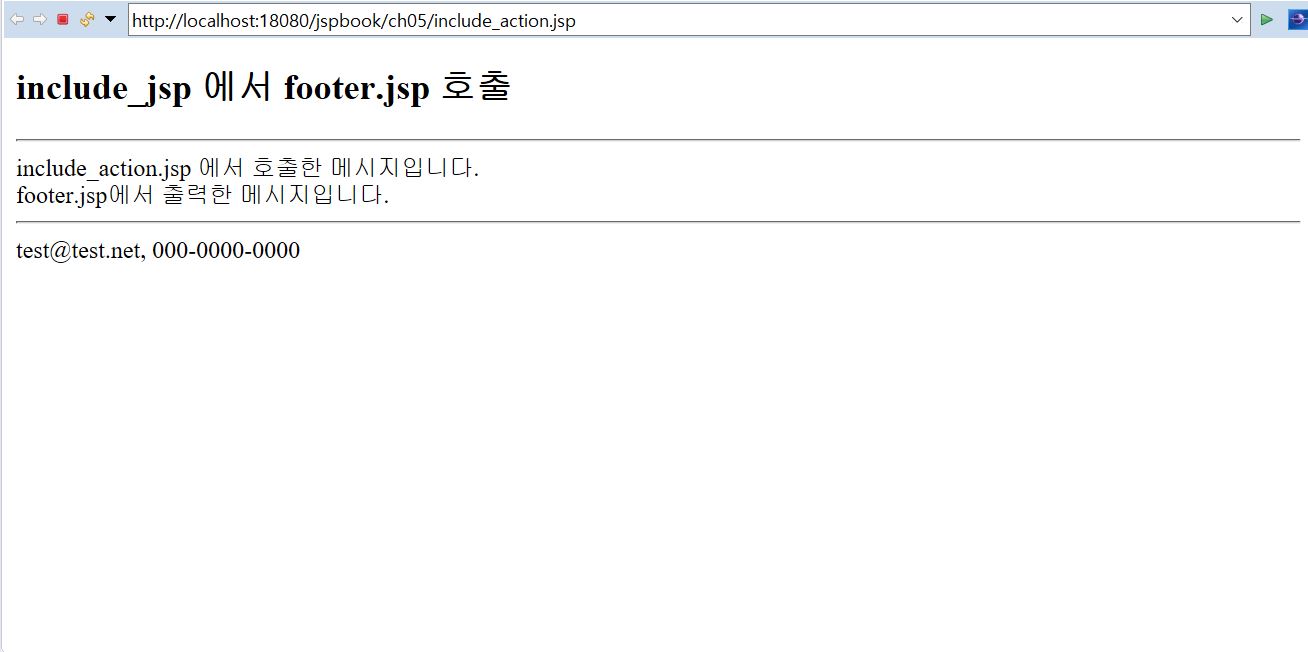 http://localhost:18080/jspbook/ch05/include_action.jsp
include_jsp 에서 footer.jsp 호출
include_action.jsp 에서 호출한 메시지입니다.
footer.jsp에서 출력한 메시지입니다.
test@test.net, 000-0000-0000